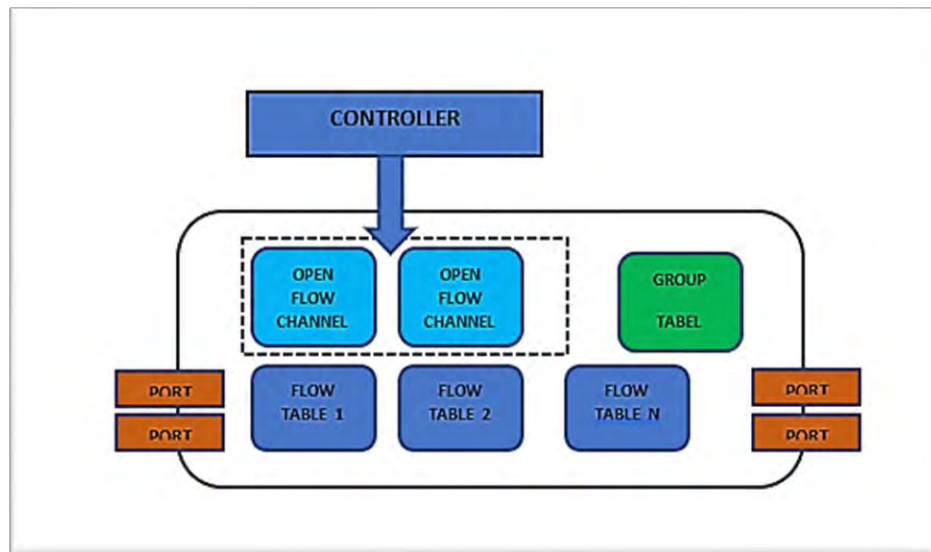 CONTROLLER
OPEN
FLOW
CHANNEL
OPEN
FLOW
CHANNEL
GROUP
TABEL
PORT
PORT
FLOW
TABLE 1
FLOW
TABLE 2
FLOW
TABLE N
PORT
PORT